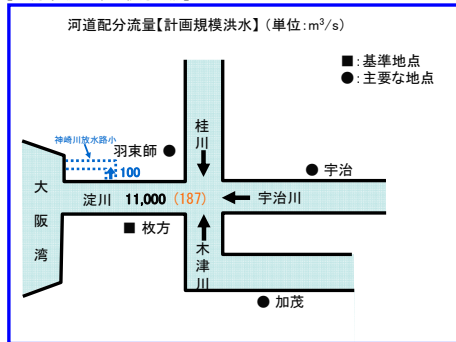 河道配分流量【計画規模洪水】（単位：m³/s）
■：基準地点
●：主要な地点
神崎川放水路小
羽束師 ●
桂川
● 宇治
100
大阪湾
淀川 11,000 (187)
宇治川
■ 枚方
木津川
● 加茂